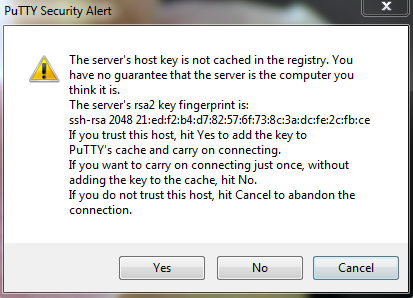 PuTTY Security Alert
The server's host key is not cached in the registry. You
have no guarantee that the server is the computer you
think it is.
The server's rsa2 key fingerprint is:
ssh-rsa 2048 21:ed:f2:b4:d7:82:57:6f:73:8c:3a:dc:fe:2c:fb:ce
If you trust this host, hit Yes to add the key to
PuTTY's cache and carry on connecting.
If you want to carry on connecting just once, without
adding the key to the cache, hit No.
If you do not trust this host, hit Cancel to abandon the
connection.
Yes No Cancel